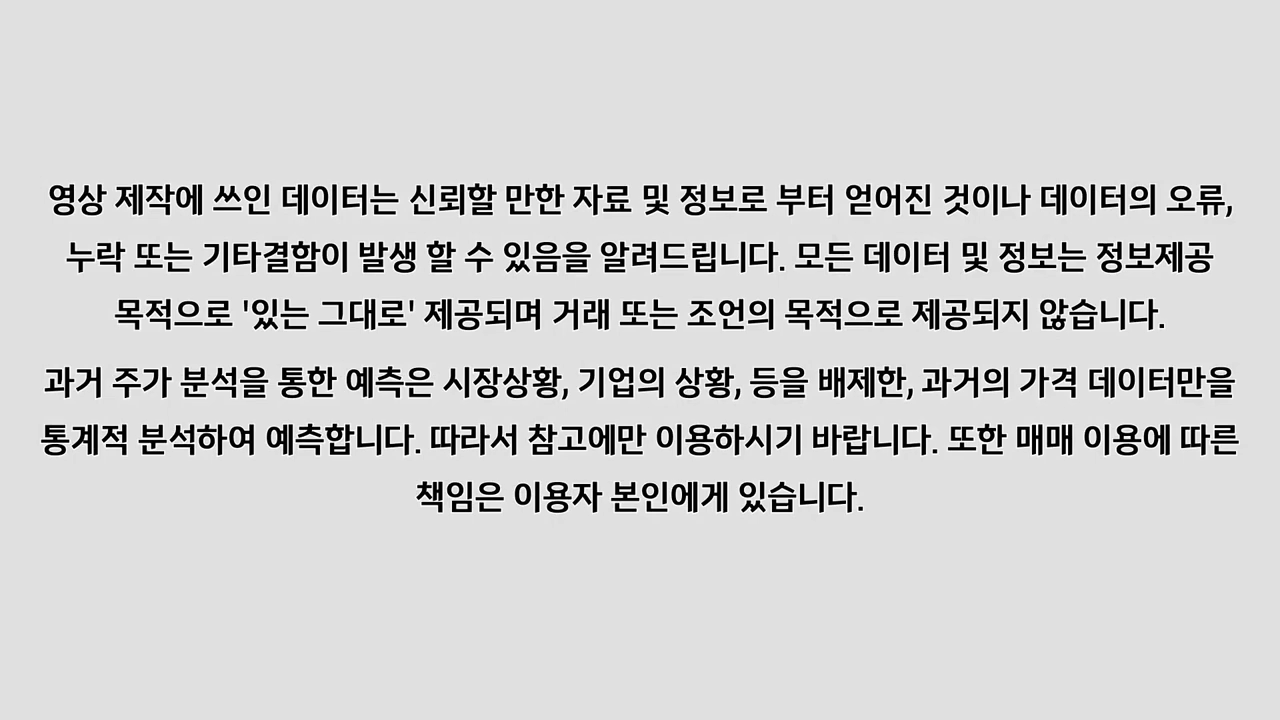 영상 제작에 쓰인 데이터는 신뢰할 만한 자료 및 정보로 부터 얻어진 것이나 데이터의 오류,
누락 또는 기타결함이 발생 할 수 있음을 알려드립니다. 모든 데이터 및 정보는 정보제공
목적으로 '있는 그대로' 제공되며 거래 또는 조언의 목적으로 제공되지 않습니다.
과거 주가 분석을 통한 예측은 시장상황, 기업의 상황, 등을 배제한, 과거의 가격 데이터만을
통계적 분석하여 예측합니다. 따라서 참고에만 이용하시기 바랍니다. 또한 매매 이용에 따른
책임은 이용자 본인에게 있습니다.